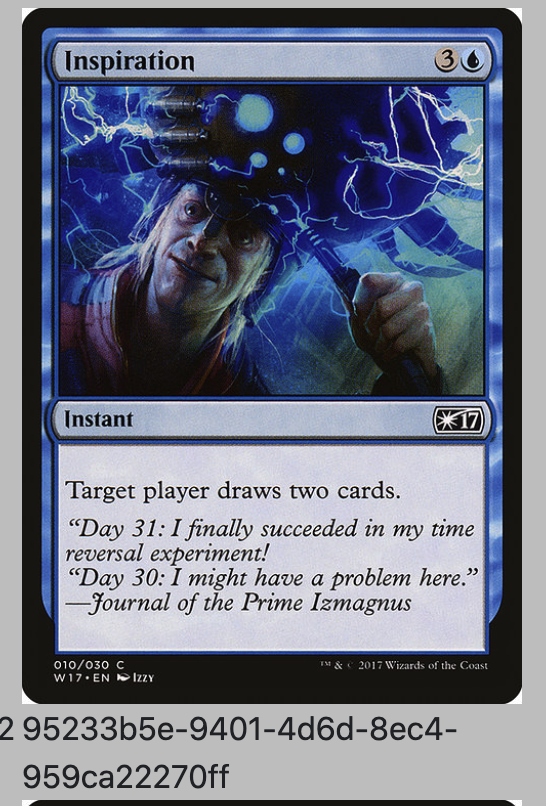 Inspiration 3
Instant 17
Target player draws two cards.
“Day 31: I finally succeeded in my time
reversal experiment!
“Day 30: I might have a problem here.”
—Journal of the Prime Izmagnus
010/030 C
W17 • EN Izzy
™ & © 2017 Wizards of the Coast
2 95233b5e-9401-4d6d-8ec4-
959ca22270ff